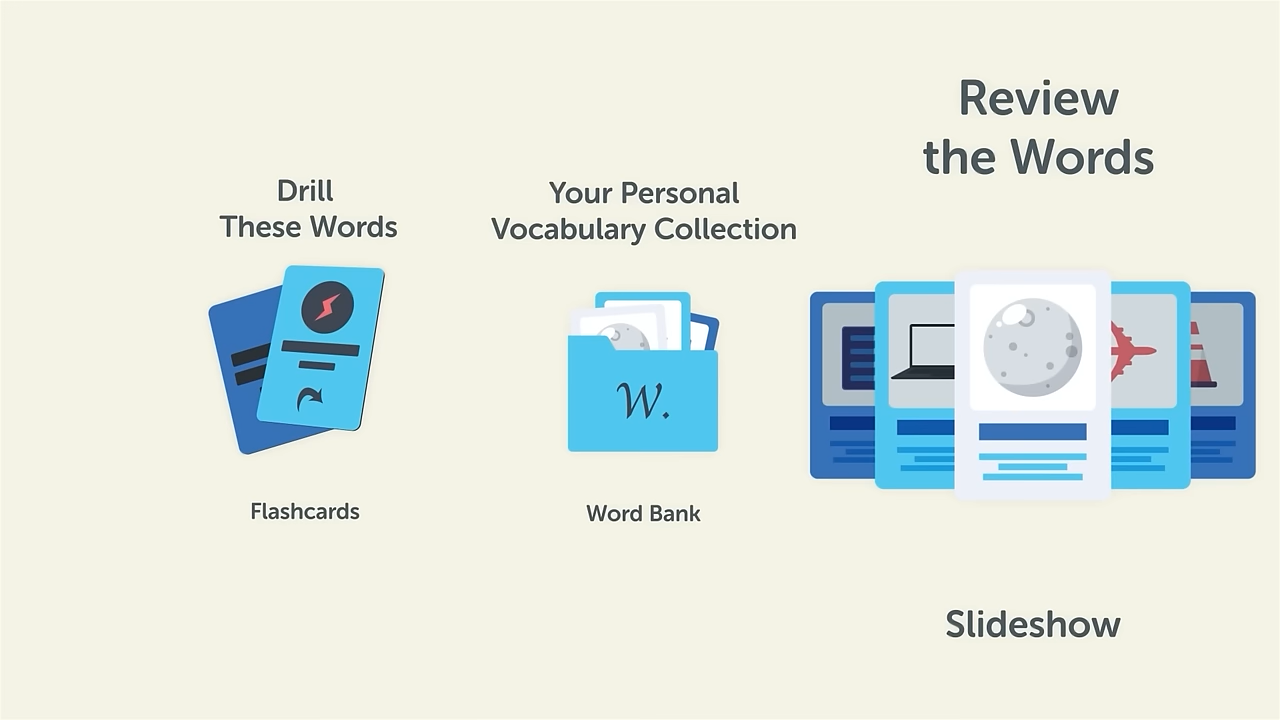 Drill
These Words
Flashcards
Your Personal
Vocabulary Collection
W.
Word Bank
Review
the Words
Slideshow